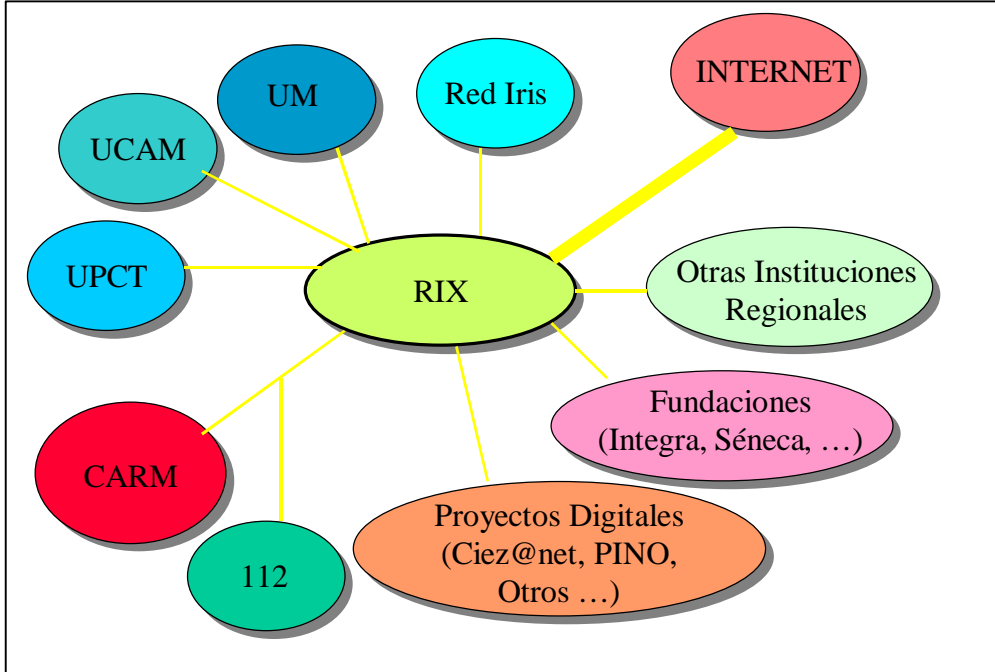 INTERNET
UM
Red Iris
UCAM
UPCT
RIX
Otras Instituciones
Regionales
Fundaciones
(Integra, Séneca, …)
CARM
Proyectos Digitales
(Ciez@net, PINO,
Otros …)
112